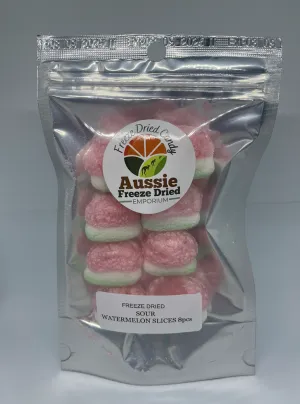 Freeze Dried Candy
Aussie
Freeze Dried
EMPORIUM
FREEZE DRIED
SOUR
WATERMELON SLICES 8pcs